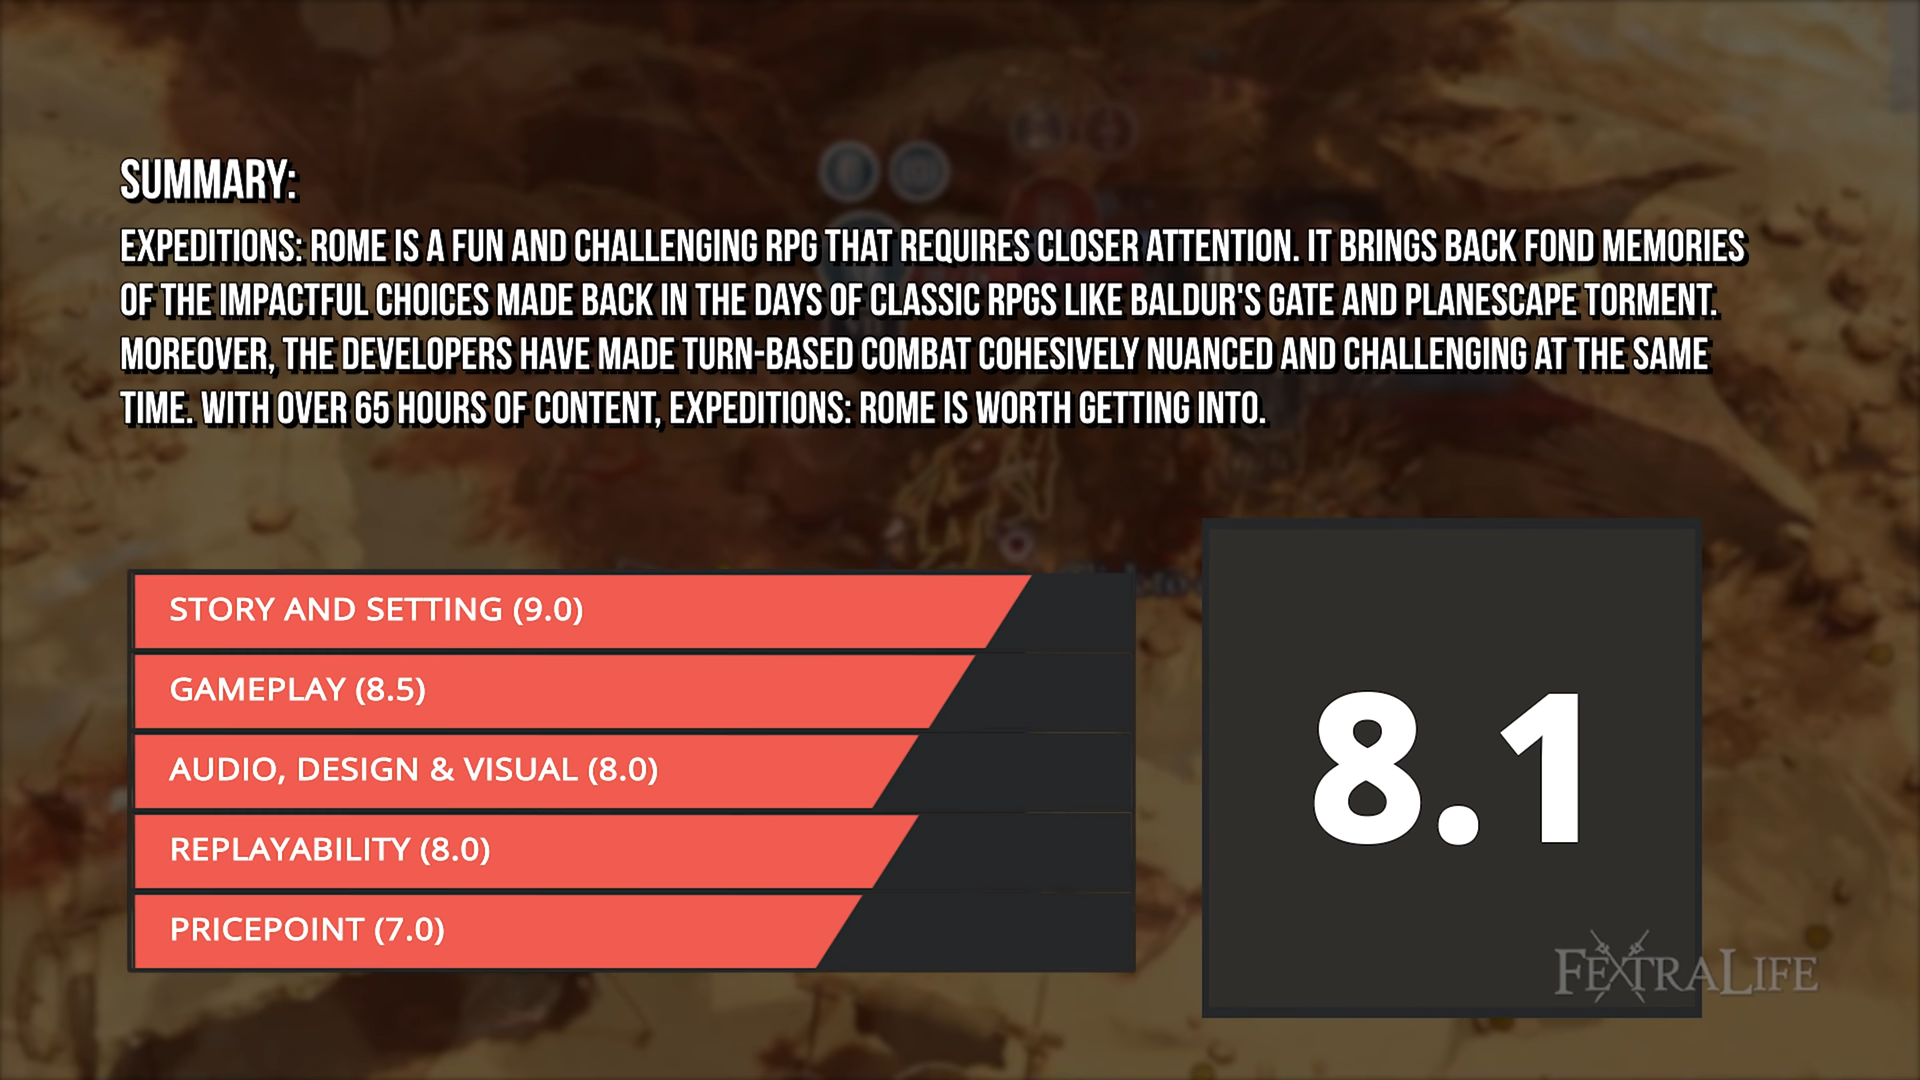 SUMMARY:
EXPEDITIONS: ROME IS A FUN AND CHALLENGING RPG THAT REQUIRES CLOSER ATTENTION. IT BRINGS BACK FOND MEMORIES
OF THE IMPACTFUL CHOICES MADE BACK IN THE DAYS OF CLASSIC RPGS LIKE BALDUR'S GATE AND PLANESCAPE TORMENT.
MOREOVER, THE DEVELOPERS HAVE MADE TURN-BASED COMBAT COHESIVELY NUANCED AND CHALLENGING AT THE SAME
TIME. WITH OVER 65 HOURS OF CONTENT, EXPEDITIONS: ROME IS WORTH GETTING INTO.
STORY AND SETTING (9.0)
GAMEPLAY (8.5)
AUDIO, DESIGN & VISUAL (8.0)
REPLAYABILITY (8.0)
PRICEPOINT (7.0)
8.1
FEXTRALIFE